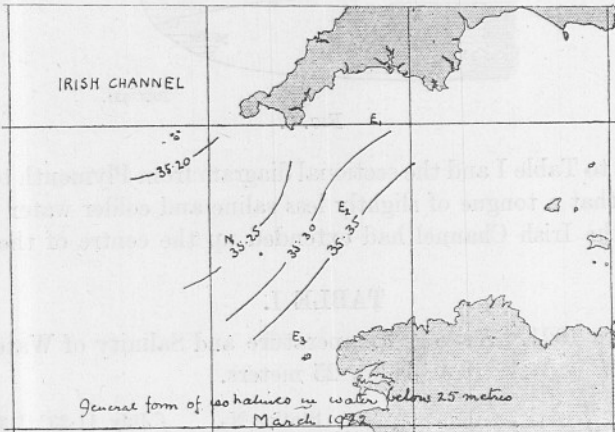 IRISH CHANNEL
E1
35·20
E2
N
35·25
35·30
35·35
E3
General form of isohalines in water below 25 metres
March 1922